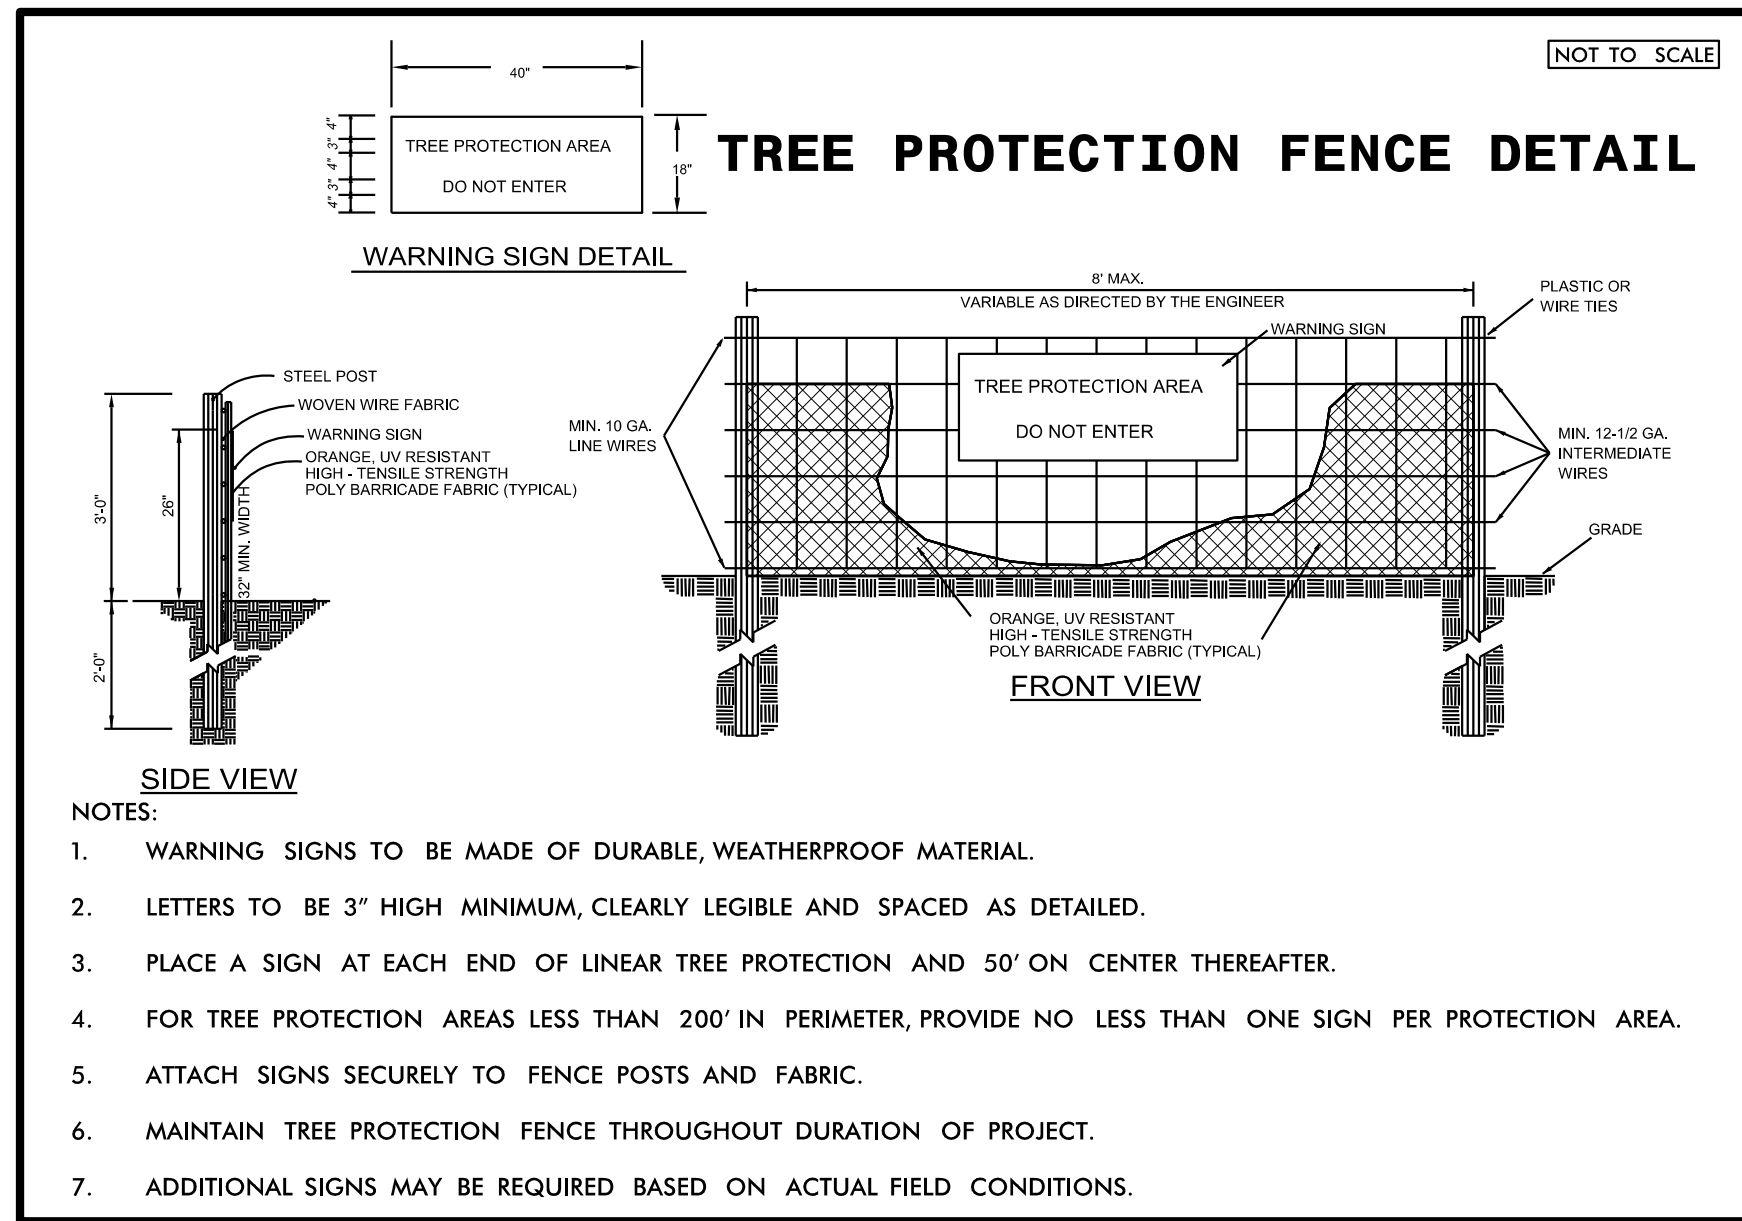 NOT TO SCALE
TREE PROTECTION FENCE DETAIL
40"
4"
3"
4"
3"
4"
TREE PROTECTION AREA
DO NOT ENTER
18"
WARNING SIGN DETAIL
STEEL POST
WOVEN WIRE FABRIC
WARNING SIGN
ORANGE, UV RESISTANT
HIGH - TENSILE STRENGTH
POLY BARRICADE FABRIC (TYPICAL)
3'-0"
26"
32" MIN. WIDTH
2'-0"
SIDE VIEW
8' MAX.
VARIABLE AS DIRECTED BY THE ENGINEER
PLASTIC OR
WIRE TIES
WARNING SIGN
TREE PROTECTION AREA
DO NOT ENTER
MIN. 10 GA.
LINE WIRES
MIN. 12-1/2 GA.
INTERMEDIATE
WIRES
GRADE
ORANGE, UV RESISTANT
HIGH - TENSILE STRENGTH
POLY BARRICADE FABRIC (TYPICAL)
FRONT VIEW
NOTES:
1. WARNING SIGNS TO BE MADE OF DURABLE, WEATHERPROOF MATERIAL.
2. LETTERS TO BE 3" HIGH MINIMUM, CLEARLY LEGIBLE AND SPACED AS DETAILED.
3. PLACE A SIGN AT EACH END OF LINEAR TREE PROTECTION AND 50' ON CENTER THEREAFTER.
4. FOR TREE PROTECTION AREAS LESS THAN 200' IN PERIMETER, PROVIDE NO LESS THAN ONE SIGN PER PROTECTION AREA.
5. ATTACH SIGNS SECURELY TO FENCE POSTS AND FABRIC.
6. MAINTAIN TREE PROTECTION FENCE THROUGHOUT DURATION OF PROJECT.
7. ADDITIONAL SIGNS MAY BE REQUIRED BASED ON ACTUAL FIELD CONDITIONS.